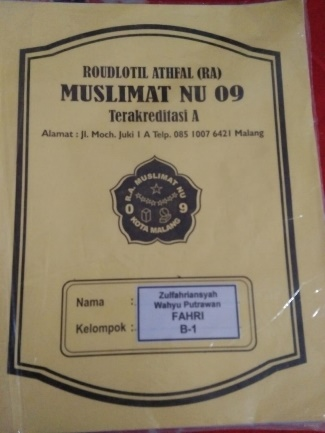 ROUDLOTIL ATHFAL (RA)
MUSLIMAT NU 09
Terakreditasi A
Alamat : Jl. Moch. Juki 1 A Telp. 085 1007 6421 Malang
R.A. MUSLIMAT NU
0 9
KOTA MALANG
Nama : Zulfahriansyah
Wahyu Putrawan
FAHRI
Kelompok : B-1